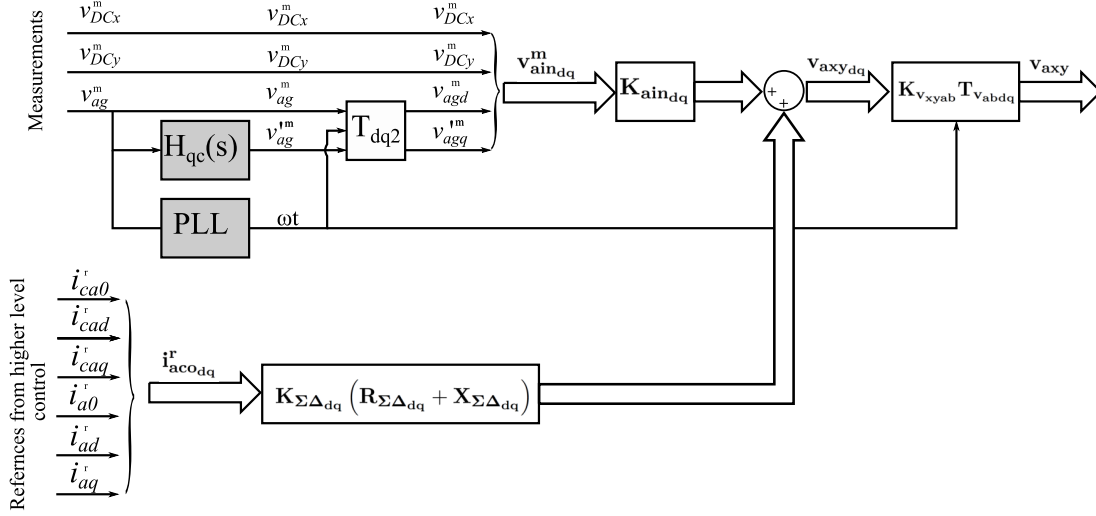 Measurements
v^m_DCx v^m_DCx v^m_DCx
v^m_DCy v^m_DCy v^m_DCy
v^m_ag v^m_ag v^m_agd
H_qc(s) v'^m_ag T_dq2 v'^m_agq
PLL ωt
v^m_ain_dq K_ain_dq + + v_axy_dq K_v_xyab T_v_abdq v_axy
Refernces from higher level
control
i^r_ca0
i^r_cad
i^r_caq
i^r_a0
i^r_ad
i^r_aq
i^r_aco_dq
K_ΣΔ_dq (R_ΣΔ_dq + X_ΣΔ_dq)